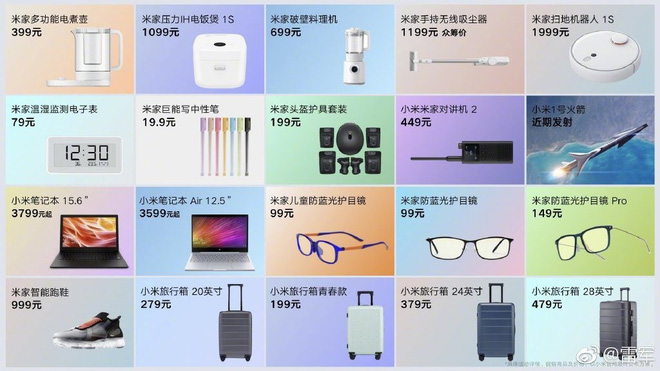 米家多功能电煮壶
399元
米家压力IH电饭煲 1S
1099元
米家破壁料理机
699元
米家手持无线吸尘器
1199元 众筹价
米家扫地机器人 1S
1999元
米家温湿监测电子表
79元
12:30
米家巨能写中性笔
19.9元
米家头盔护具套装
199元
小米米家对讲机 2
449元
小米1号火箭
近期发射
小米笔记本 15.6"
3799元起
小米笔记本 Air 12.5"
3599元起
米家儿童防蓝光护目镜
99元
米家防蓝光护目镜
99元
米家防蓝光护目镜 Pro
149元
米家智能跑鞋
999元
小米旅行箱 20英寸
279元
小米旅行箱青春款
199元
小米旅行箱 24英寸
379元
小米旅行箱 28英寸
479元
@雷军